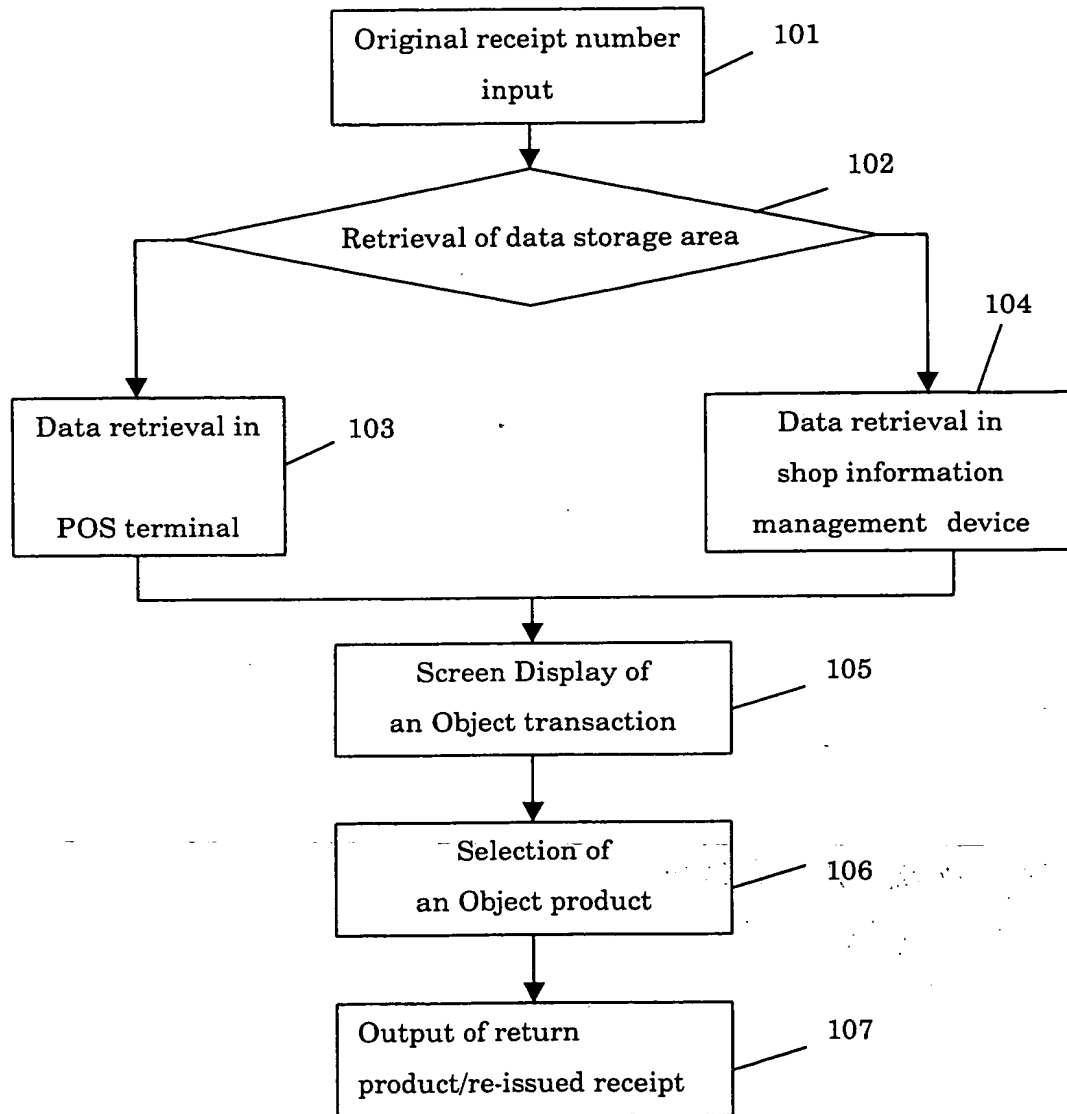 Original receipt number
input
101
102
Retrieval of data storage area
104
Data retrieval in
POS terminal
103
Data retrieval in
shop information
management device
Screen Display of
an Object transaction
105
Selection of
an Object product
106
Output of return
product/re-issued receipt
107